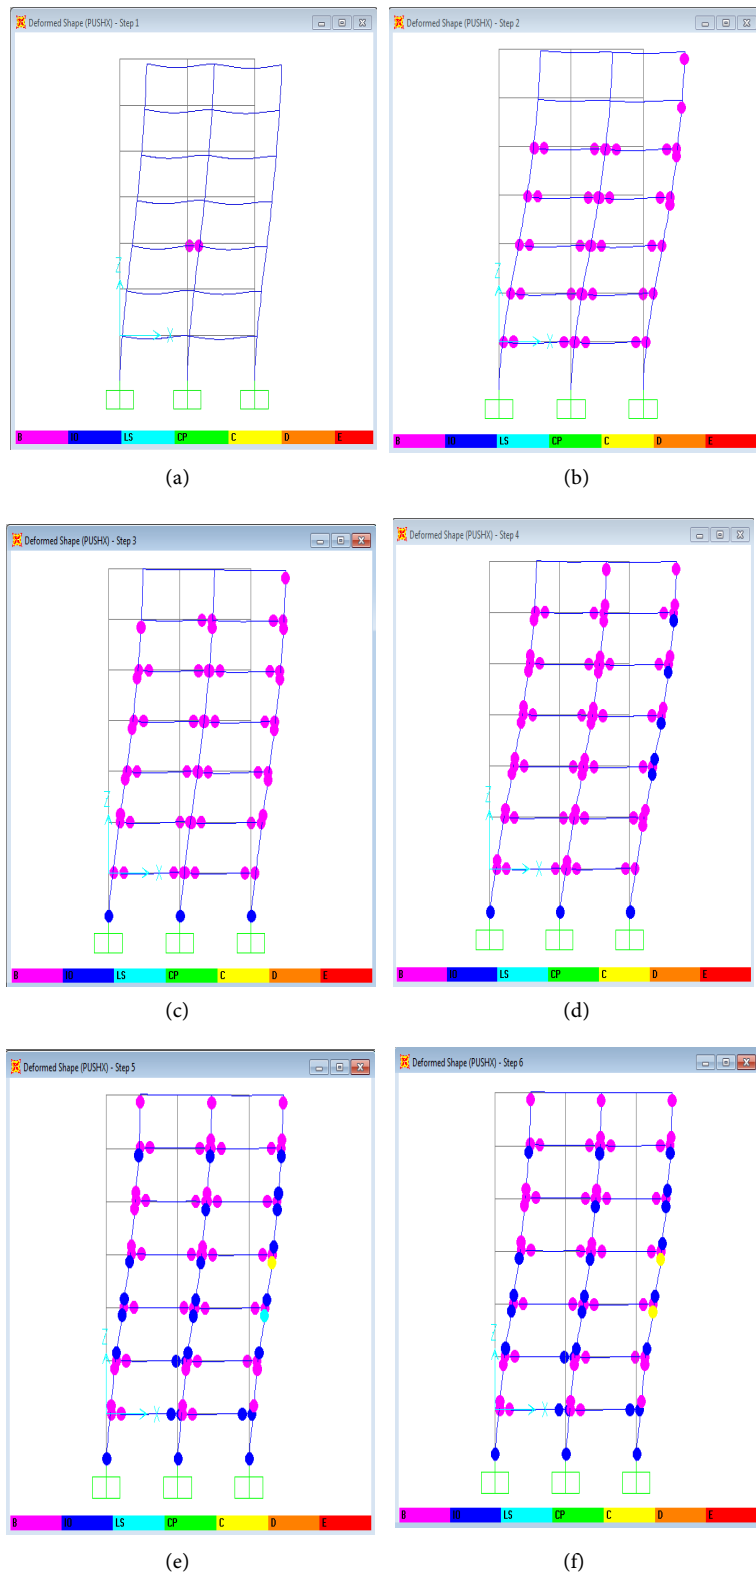 Deformed Shape (PUSHX) - Step 1
Z
X
B IO LS CP C D E
(a)
Deformed Shape (PUSHX) - Step 2
Z
X
B IO LS CP C D E
(b)
Deformed Shape (PUSHX) - Step 3
Z
X
B IO LS CP C D E
(c)
Deformed Shape (PUSHX) - Step 4
Z
X
B IO LS CP C D E
(d)
Deformed Shape (PUSHX) - Step 5
Z
X
B IO LS CP C D E
(e)
Deformed Shape (PUSHX) - Step 6
Z
X
B IO LS CP C D E
(f)